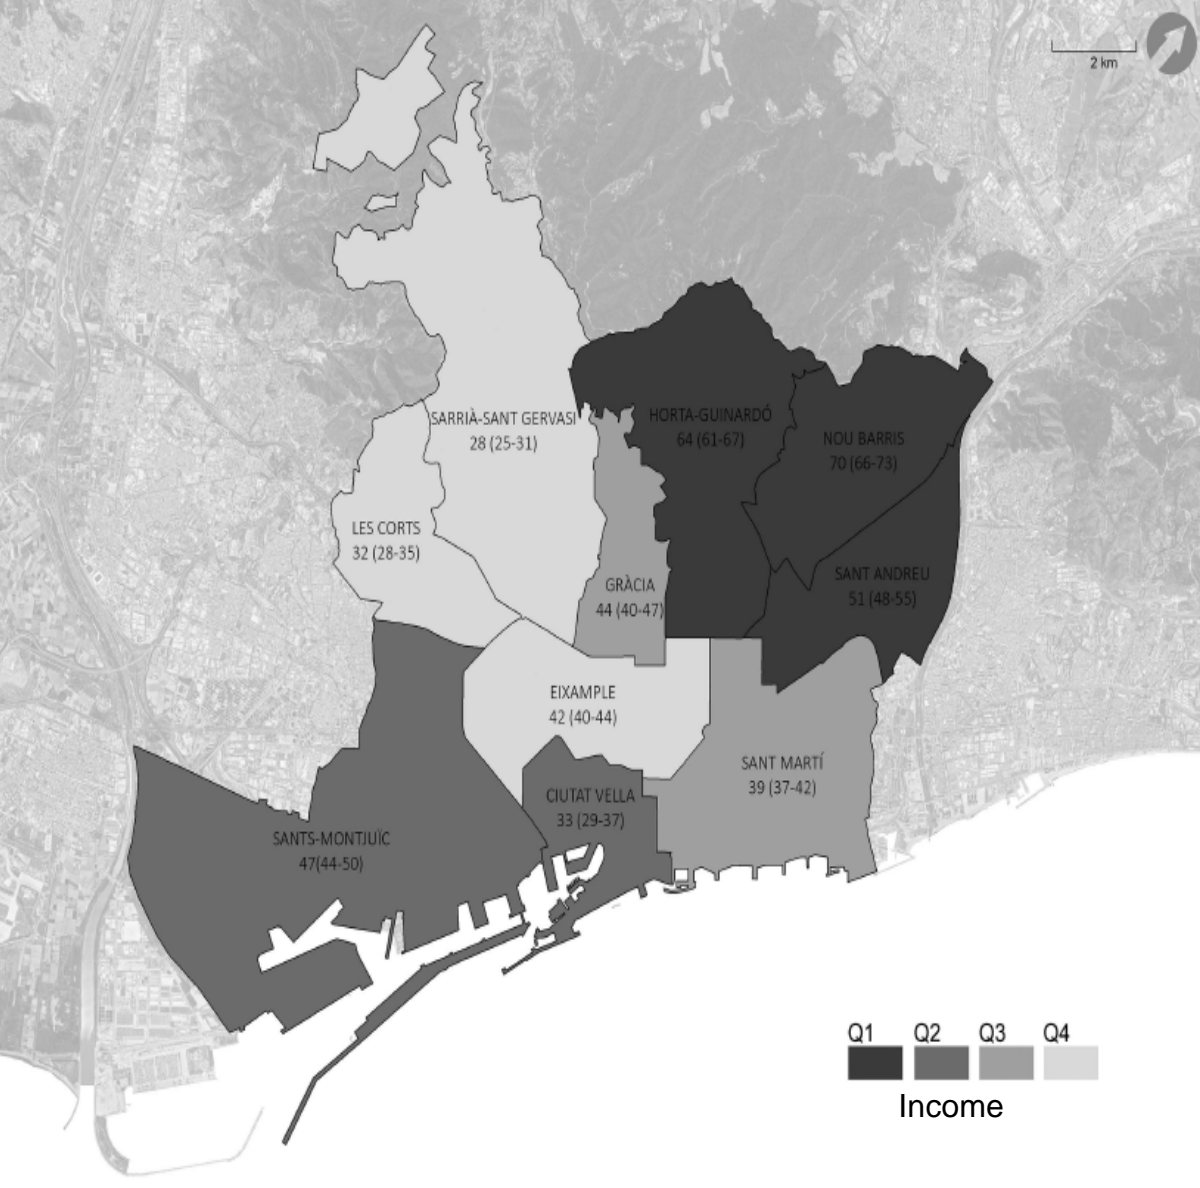 2 km
SARRIÀ-SANT GERVASI
28 (25-31)
HORTA-GUINARDÓ
64 (61-67)
NOU BARRIS
70 (66-73)
LES CORTS
32 (28-35)
GRÀCIA
44 (40-47)
SANT ANDREU
51 (48-55)
EIXAMPLE
42 (40-44)
SANT MARTÍ
39 (37-42)
CIUTAT VELLA
33 (29-37)
SANTS-MONTJUÏC
47(44-50)
Q1 Q2 Q3 Q4
Income